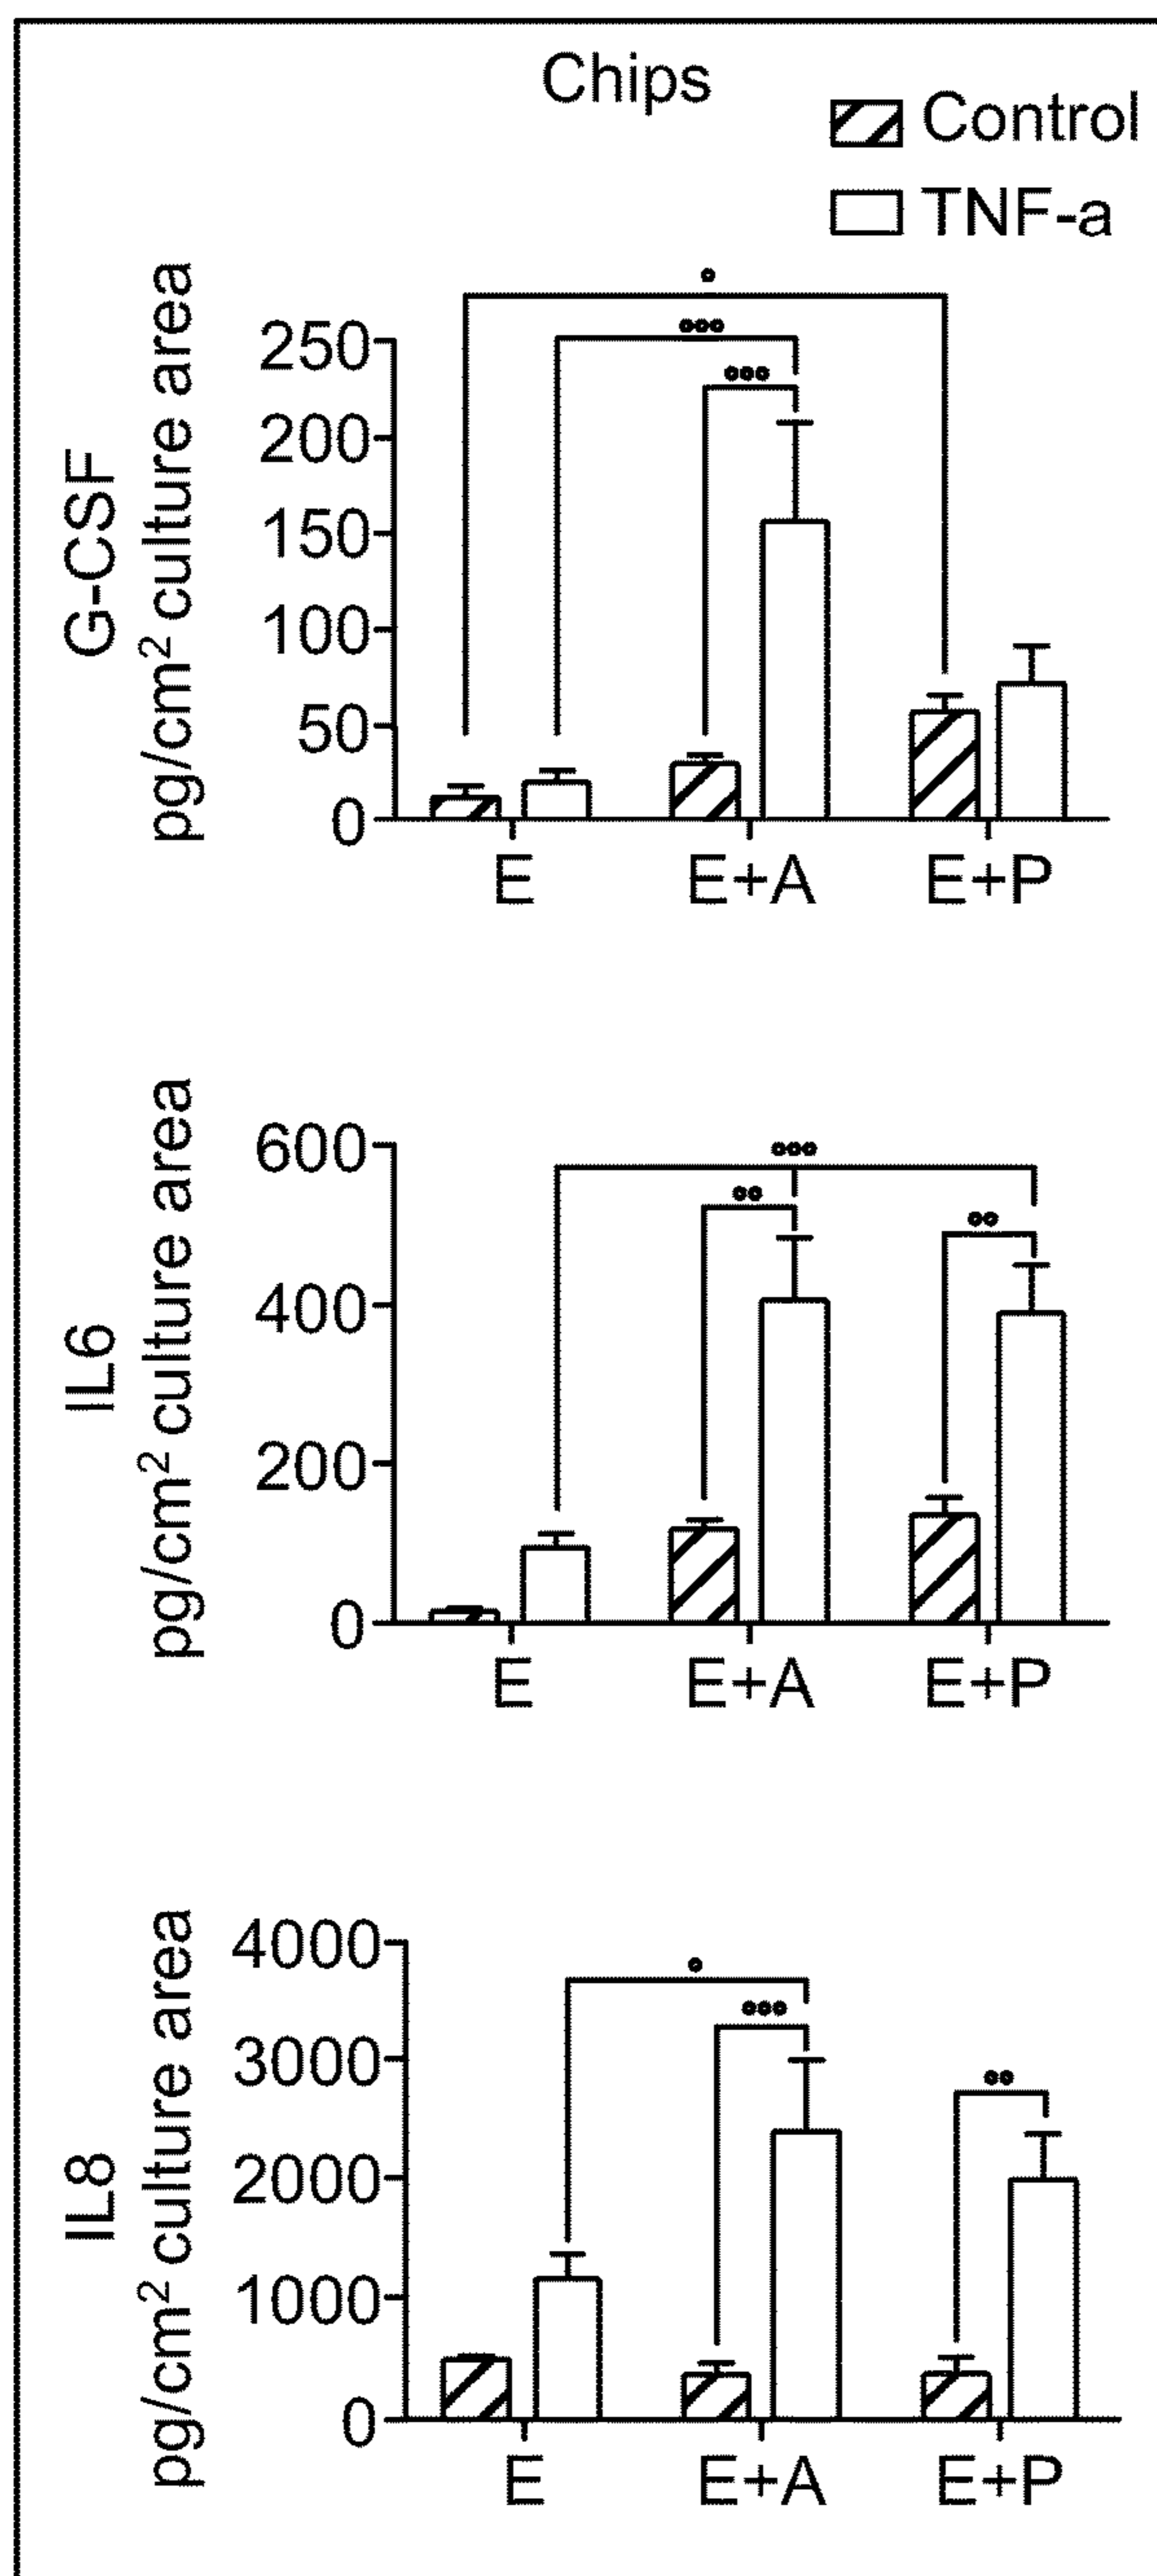 Chips
Control
TNF-a
G-CSF
pg/cm² culture area
250
200
150
100
50
0
°
°°°
°°°
E
E+A
E+P
IL6
pg/cm² culture area
600
400
200
0
°°°
°°
°°
E
E+A
E+P
IL8
pg/cm² culture area
4000
3000
2000
1000
0
°
°°°
°°
E
E+A
E+P